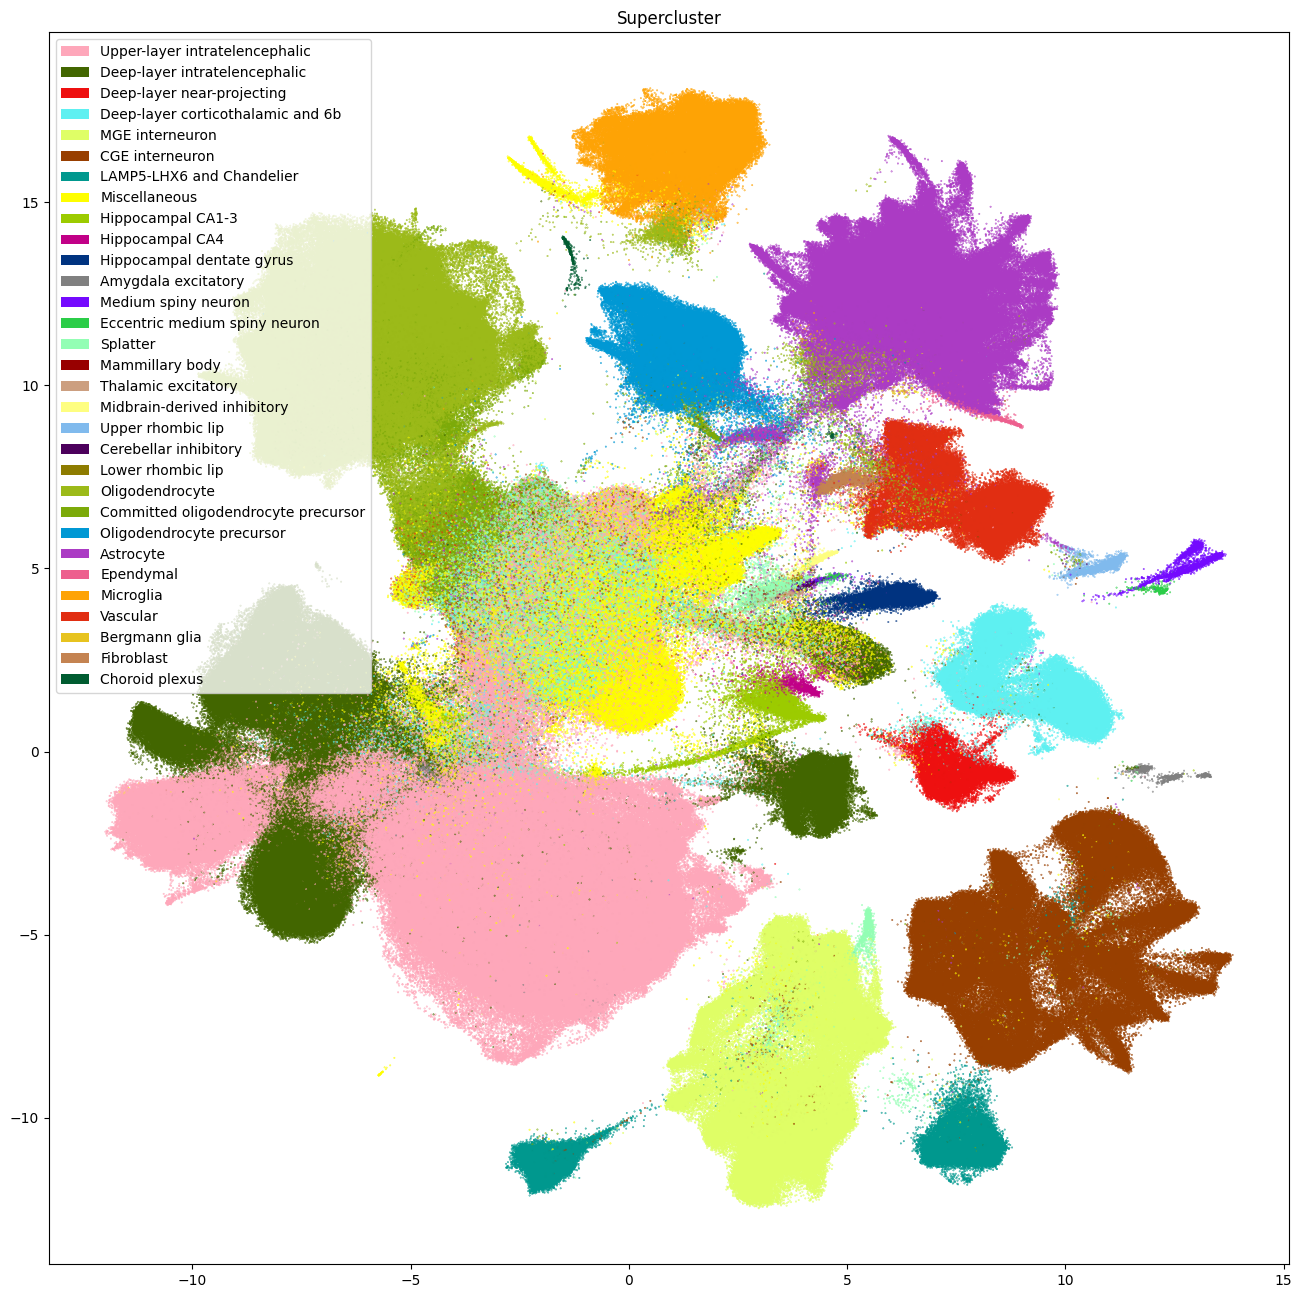 Supercluster
Upper-layer intratelencephalic
Deep-layer intratelencephalic
Deep-layer near-projecting
Deep-layer corticothalamic and 6b
MGE interneuron
CGE interneuron
LAMP5-LHX6 and Chandelier
Miscellaneous
Hippocampal CA1-3
Hippocampal CA4
Hippocampal dentate gyrus
Amygdala excitatory
Medium spiny neuron
Eccentric medium spiny neuron
Splatter
Mammillary body
Thalamic excitatory
Midbrain-derived inhibitory
Upper rhombic lip
Cerebellar inhibitory
Lower rhombic lip
Oligodendrocyte
Committed oligodendrocyte precursor
Oligodendrocyte precursor
Astrocyte
Ependymal
Microglia
Vascular
Bergmann glia
Fibroblast
Choroid plexus
15
10
5
0
−5
−10
−10 −5 0 5 10 15